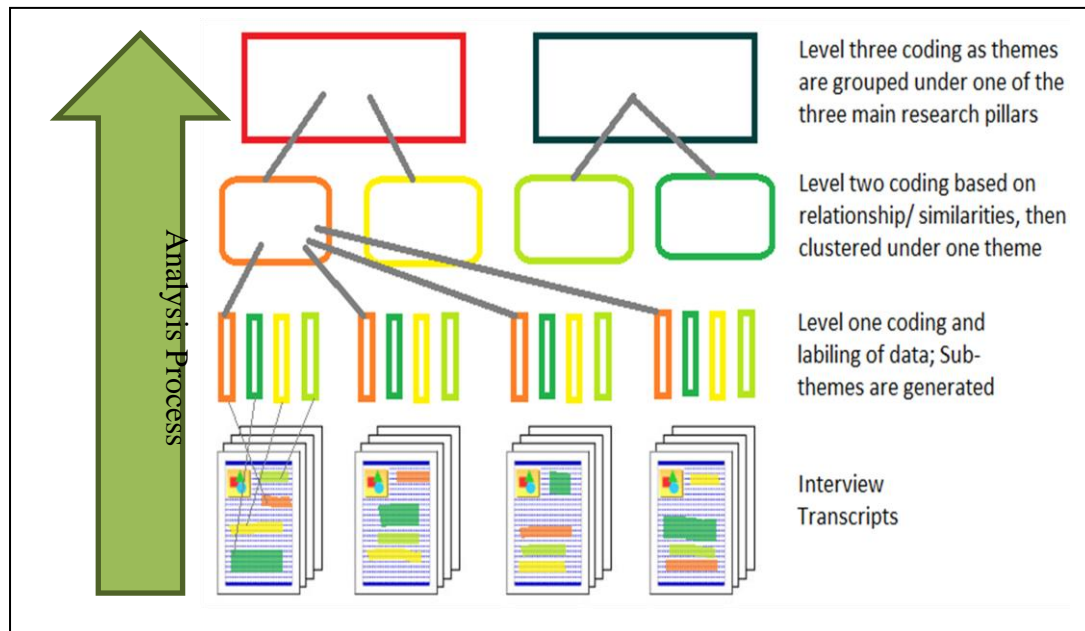 Level three coding as themes
are grouped under one of the
three main research pillars
Level two coding based on
relationship/ similarities, then
clustered under one theme
Level one coding and
labiling of data; Sub-
themes are generated
Interview
Transcripts
Analysis Process